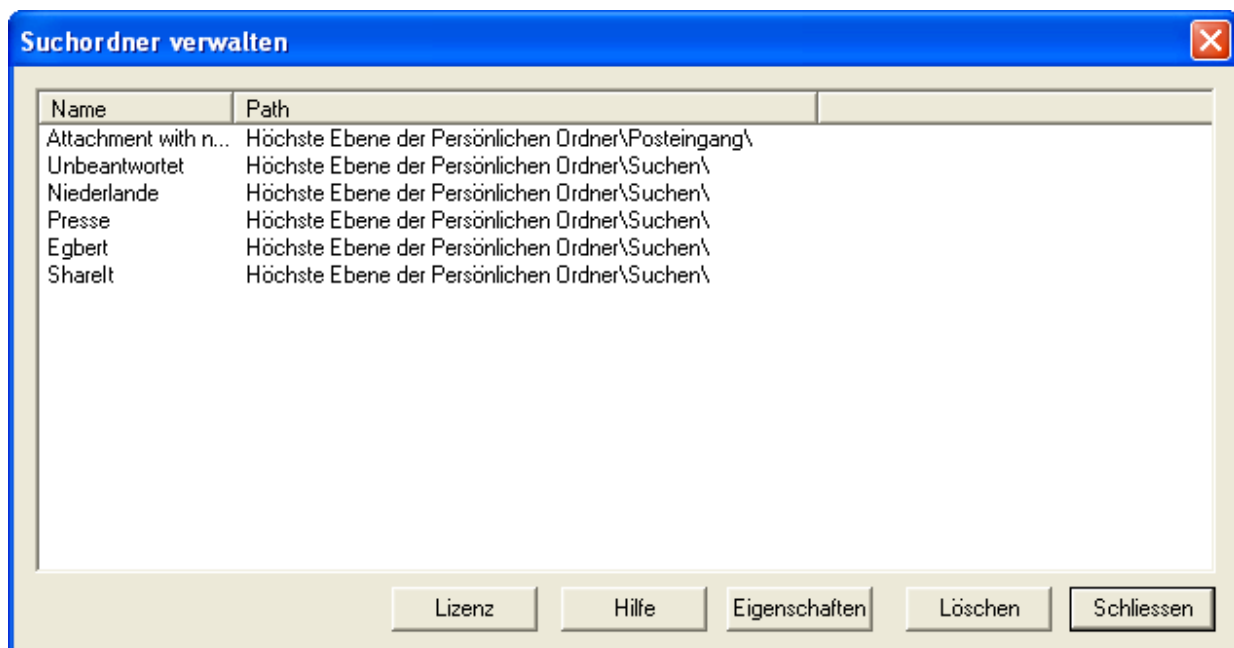 Suchordner verwalten
Name Path
Attachment with n... Höchste Ebene der Persönlichen Ordner\Posteingang\
Unbeantwortet Höchste Ebene der Persönlichen Ordner\Suchen\
Niederlande Höchste Ebene der Persönlichen Ordner\Suchen\
Presse Höchste Ebene der Persönlichen Ordner\Suchen\
Egbert Höchste Ebene der Persönlichen Ordner\Suchen\
ShareIt Höchste Ebene der Persönlichen Ordner\Suchen\
Lizenz Hilfe Eigenschaften Löschen Schliessen